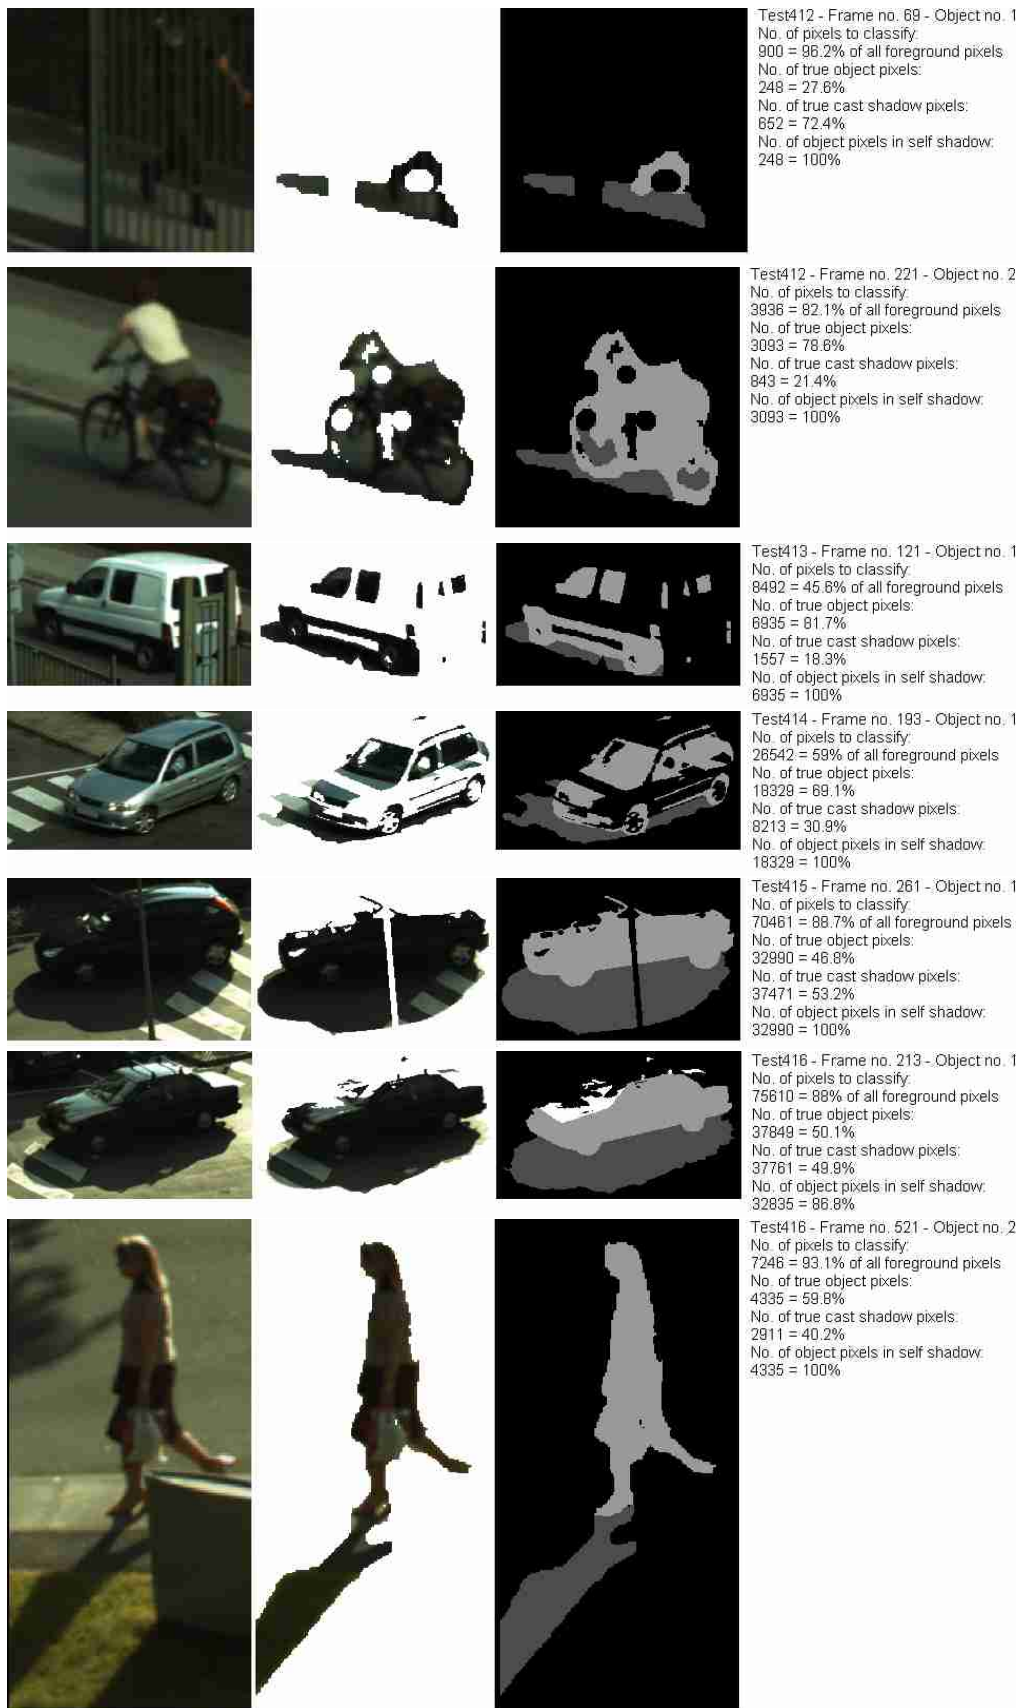 Test412 - Frame no. 69 - Object no. 1
No. of pixels to classify:
900 = 96.2% of all foreground pixels
No. of true object pixels:
248 = 27.6%
No. of true cast shadow pixels:
652 = 72.4%
No. of object pixels in self shadow:
248 = 100%
Test412 - Frame no. 221 - Object no. 2
No. of pixels to classify:
3936 = 82.1% of all foreground pixels
No. of true object pixels:
3093 = 78.6%
No. of true cast shadow pixels:
843 = 21.4%
No. of object pixels in self shadow:
3093 = 100%
Test413 - Frame no. 121 - Object no. 1
No. of pixels to classify:
8492 = 45.6% of all foreground pixels
No. of true object pixels:
6935 = 81.7%
No. of true cast shadow pixels:
1557 = 18.3%
No. of object pixels in self shadow:
6935 = 100%
Test414 - Frame no. 193 - Object no. 1
No. of pixels to classify:
26542 = 59% of all foreground pixels
No. of true object pixels:
18329 = 69.1%
No. of true cast shadow pixels:
8213 = 30.9%
No. of object pixels in self shadow:
18329 = 100%
Test415 - Frame no. 261 - Object no. 1
No. of pixels to classify:
70461 = 88.7% of all foreground pixels
No. of true object pixels:
32990 = 46.8%
No. of true cast shadow pixels:
37471 = 53.2%
No. of object pixels in self shadow:
32990 = 100%
Test416 - Frame no. 213 - Object no. 1
No. of pixels to classify:
75610 = 88% of all foreground pixels
No. of true object pixels:
37849 = 50.1%
No. of true cast shadow pixels:
37761 = 49.9%
No. of object pixels in self shadow:
32835 = 86.8%
Test416 - Frame no. 521 - Object no. 2
No. of pixels to classify:
7246 = 93.1% of all foreground pixels
No. of true object pixels:
4335 = 59.8%
No. of true cast shadow pixels:
2911 = 40.2%
No. of object pixels in self shadow:
4335 = 100%